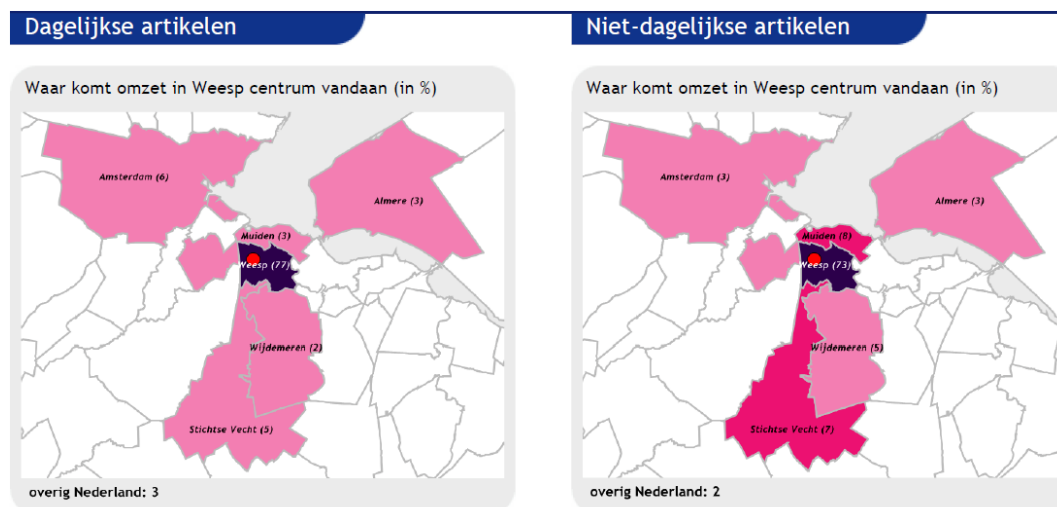 Dagelijkse artikelen
Waar komt omzet in Weesp centrum vandaan (in %)
Amsterdam (6)
Almere (3)
Muiden (3)
Weesp (77)
Wijdemeren (2)
Stichtse Vecht (5)
overig Nederland: 3
Niet-dagelijkse artikelen
Waar komt omzet in Weesp centrum vandaan (in %)
Amsterdam (3)
Almere (3)
Muiden (8)
Weesp (73)
Wijdemeren (5)
Stichtse Vecht (7)
overig Nederland: 2